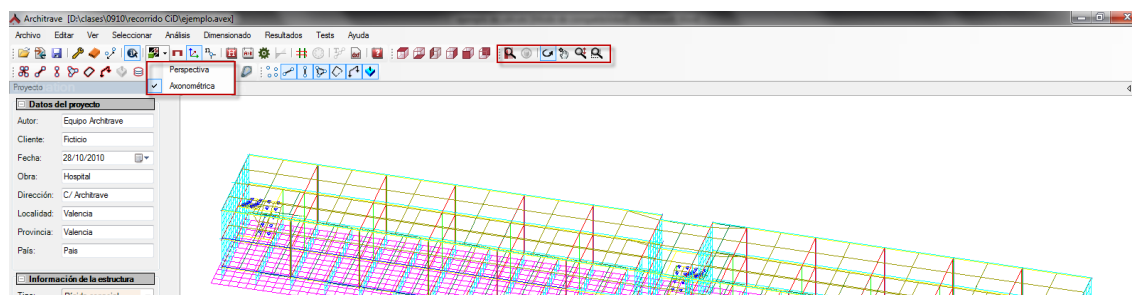 Architrave [D:\clases\0910\recorrido CiD\ejemplo.avex]
Archivo Editar Ver Seleccionar Análisis Dimensionado Resultados Tests Ayuda
Perspectiva
Axonométrica
Proyecto
Datos del proyecto
Autor: Equipo Architrave
Cliente: Ficticio
Fecha: 28/10/2010
Obra: Hospital
Dirección: C/ Architrave
Localidad: Valencia
Provincia: Valencia
País: Pais
Información de la estructura